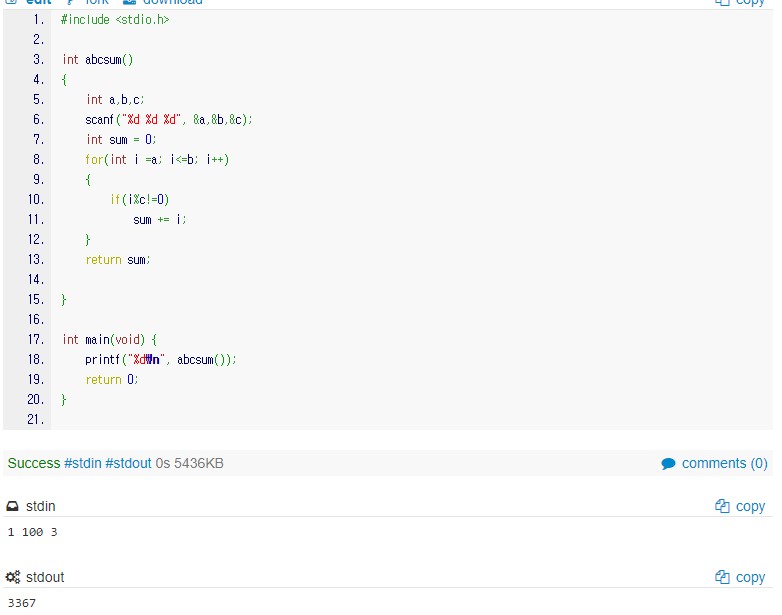 edit fork download copy
1. #include <stdio.h>
2.
3. int abcsum()
4. {
5. int a,b,c;
6. scanf("%d %d %d", &a,&b,&c);
7. int sum = 0;
8. for(int i =a; i<=b; i++)
9. {
10. if(i%c!=0)
11. sum += i;
12. }
13. return sum;
14.
15. }
16.
17. int main(void) {
18. printf("%d₩n", abcsum());
19. return 0;
20. }
21.
Success #stdin #stdout 0s 5436KB comments (0)
stdin copy
1 100 3
stdout copy
3367